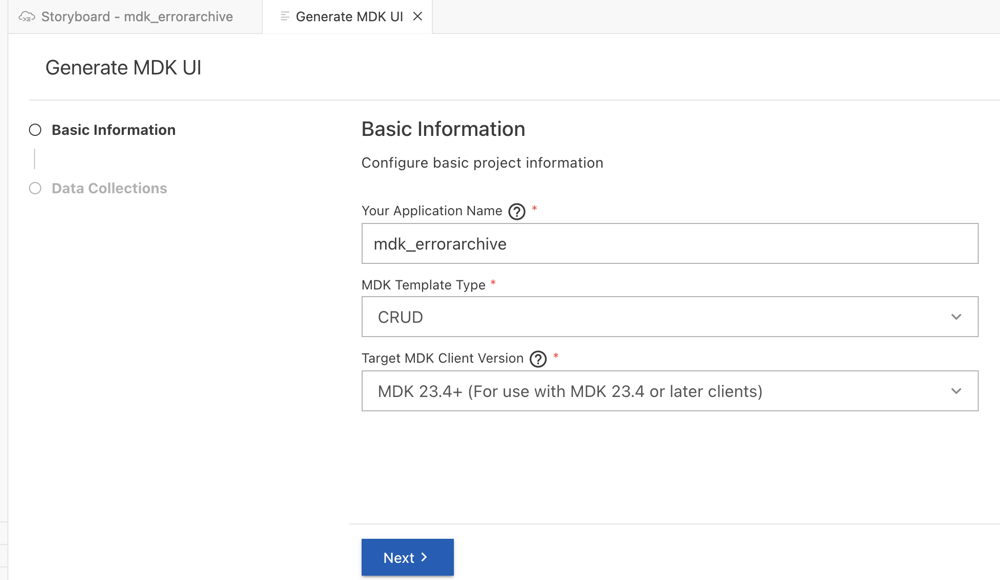 Storyboard - mdk_errorarchive
Generate MDK UI
Generate MDK UI
Basic Information
Data Collections
Basic Information
Configure basic project information
Your Application Name ? *
mdk_errorarchive
MDK Template Type *
CRUD
Target MDK Client Version ? *
MDK 23.4+ (For use with MDK 23.4 or later clients)
Next